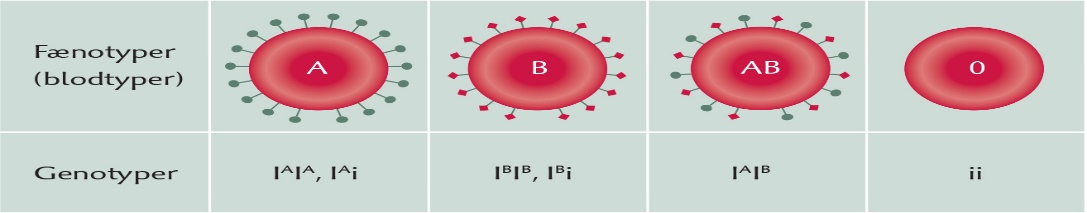 Fænotyper
(blodtyper)
A
B
AB
0
Genotyper
IᴬIᴬ, Iᴬi
IᴮIᴮ, Iᴮi
IᴬIᴮ
ii